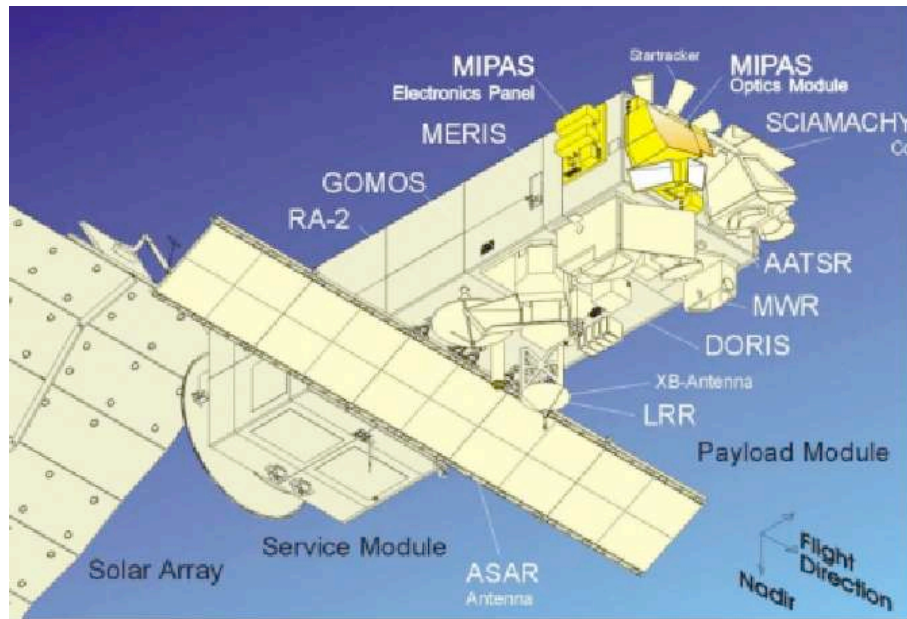 Startracker
MIPAS
Electronics Panel
MIPAS
Optics Module
MERIS
SCIAMACHY
GOMOS
RA-2
AATSR
MWR
DORIS
XB-Antenna
LRR
Payload Module
Service Module
Solar Array
ASAR
Antenna
Flight
Direction
Nadir